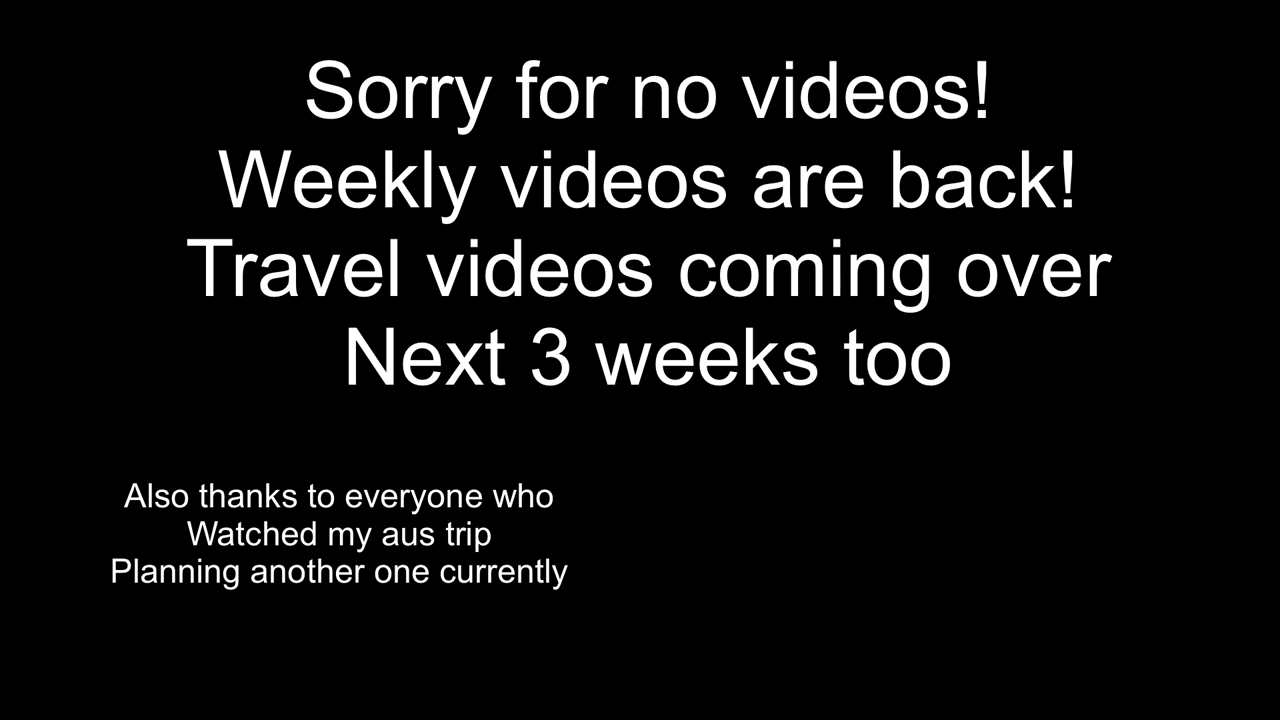 Sorry for no videos!
Weekly videos are back!
Travel videos coming over
Next 3 weeks too
Also thanks to everyone who
Watched my aus trip
Planning another one currently